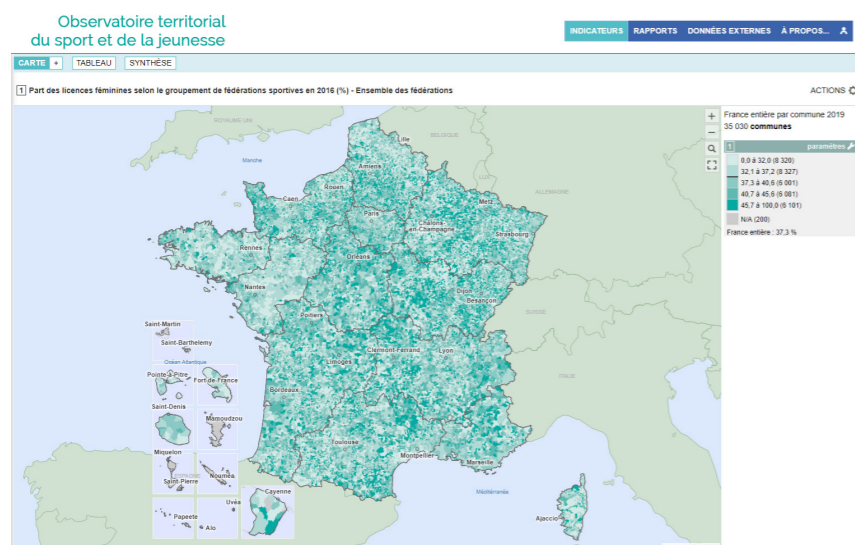 Observatoire territorial
du sport et de la jeunesse
INDICATEURS RAPPORTS DONNÉES EXTERNES À PROPOS...
CARTE + TABLEAU SYNTHÈSE
1 Part des licences féminines selon le groupement de fédérations sportives en 2016 (%) - Ensemble des fédérations
ACTIONS
France entière par commune 2019
35 030 communes
1 paramètres
0,0 à 32,0 (8 320)
32,1 à 37,2 (8 327)
37,3 à 40,6 (6 001)
40,7 à 45,6 (6 081)
45,7 à 100,0 (6 101)
N/A (200)
France entière : 37,3 %
+
−
ROYAUME UNI
BELGIQUE
Lille
Manche
Amiens
LUX
Rouen
ALLEMAGNE
Caen
Metz
Paris
Chalons-
en-Champagne
Strasbourg
Rennes
Orléans
Nantes
Dijon
Besançon
Poitiers
SUISSE
Saint-Martin
Saint-Barthelemy
Clermont-Ferrand
Lyon
Limoges
Océan Atlantique
Pointe-à-Pitre
Fort-de-France
ITALIE
Bordeaux
Saint-Denis
Mamoudzou
Toulouse
Miquelon
Montpellier
Marseille
Nouméa
Saint-Pierre
Cayenne
Méditerranée
Uvéa
Papeete
Alo
Ajaccio